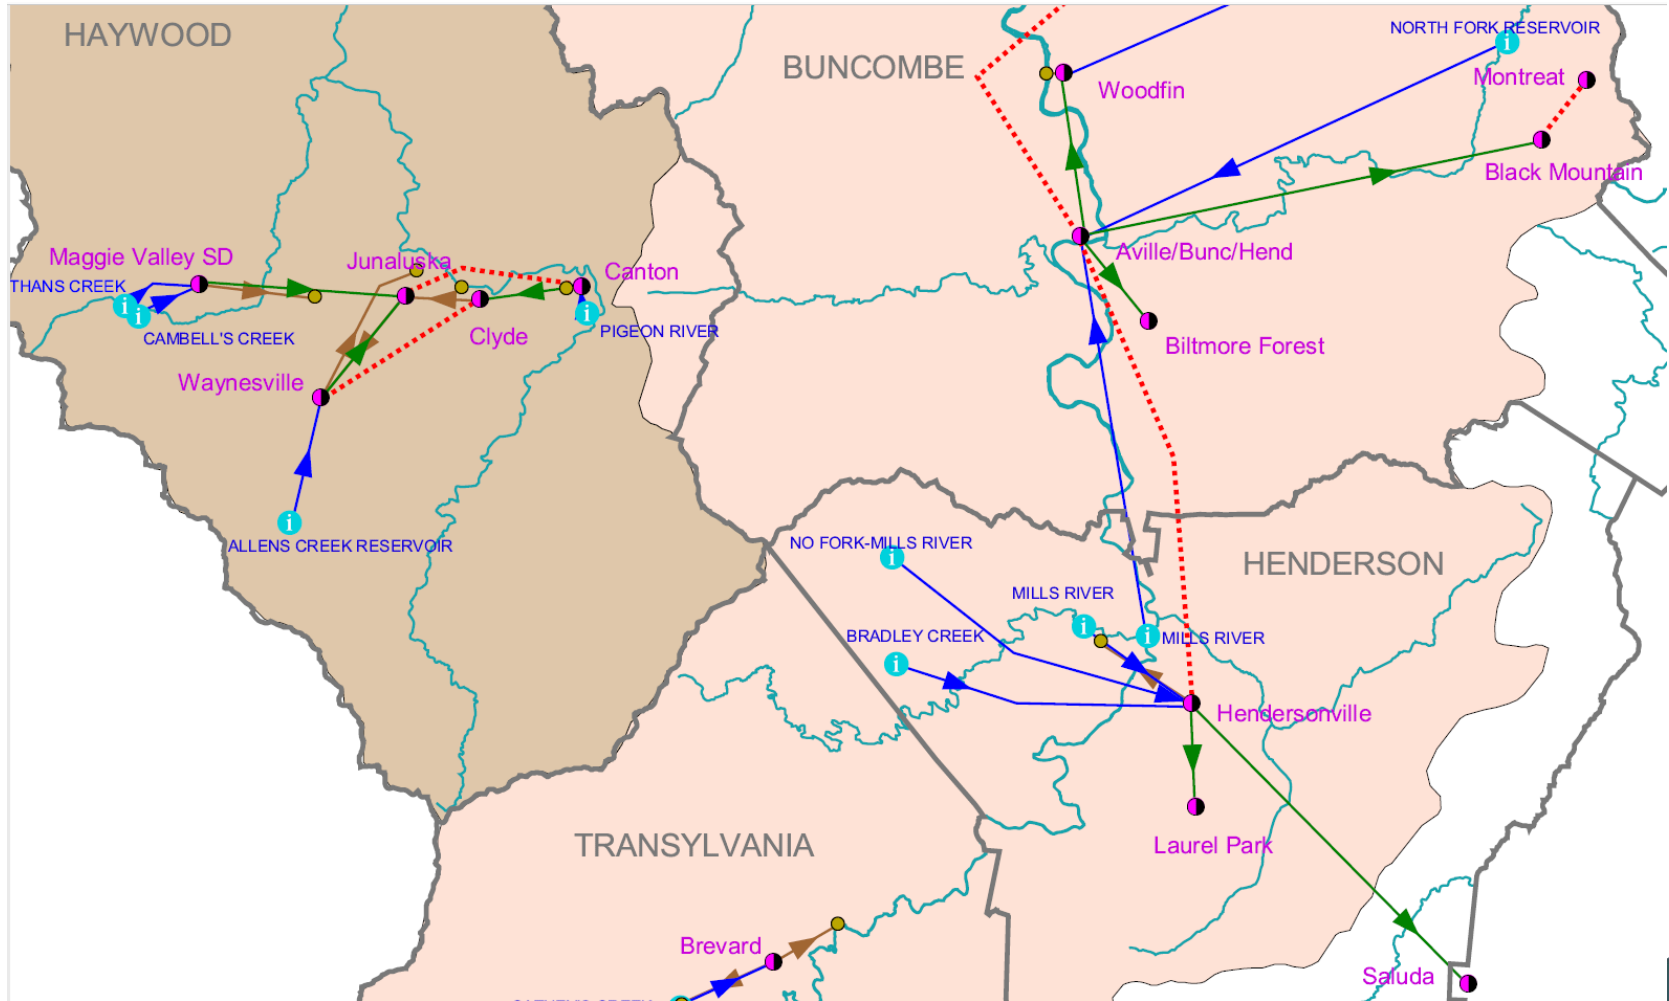 HAYWOOD
BUNCOMBE
NORTH FORK RESERVOIR
Montreat
Woodfin
Black Mountain
Maggie Valley SD
Junaluska
Canton
Aville/Bunc/Hend
THANS CREEK
CAMBELL'S CREEK
Clyde
PIGEON RIVER
Biltmore Forest
Waynesville
ALLENS CREEK RESERVOIR
NO FORK-MILLS RIVER
HENDERSON
MILLS RIVER
BRADLEY CREEK
MILLS RIVER
Hendersonville
TRANSYLVANIA
Laurel Park
Brevard
Saluda